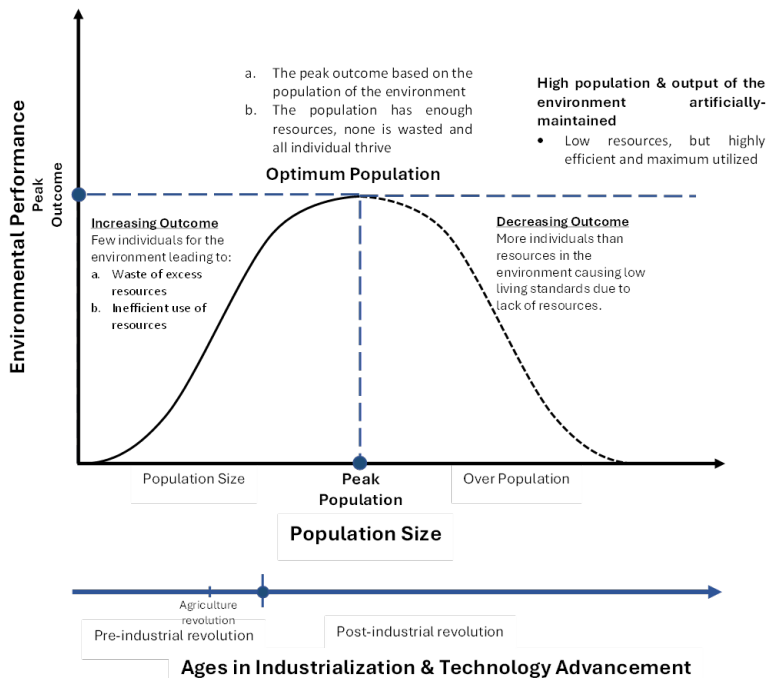 a. The peak outcome based on the
population of the environment
b. The population has enough
resources, none is wasted and
all individual thrive
High population & output of the
environment artificially-
maintained
• Low resources, but highly
efficient and maximum utilized
Environmental Performance
Peak
Outcome
Optimum Population
Increasing Outcome
Few individuals for the
environment leading to:
a. Waste of excess
resources
b. Inefficient use of
resources
Decreasing Outcome
More individuals than
resources in the
environment causing low
living standards due to
lack of resources.
Population Size
Peak
Population
Over Population
Population Size
Agriculture
revolution
Pre-industrial revolution
Post-industrial revolution
Ages in Industrialization & Technology Advancement